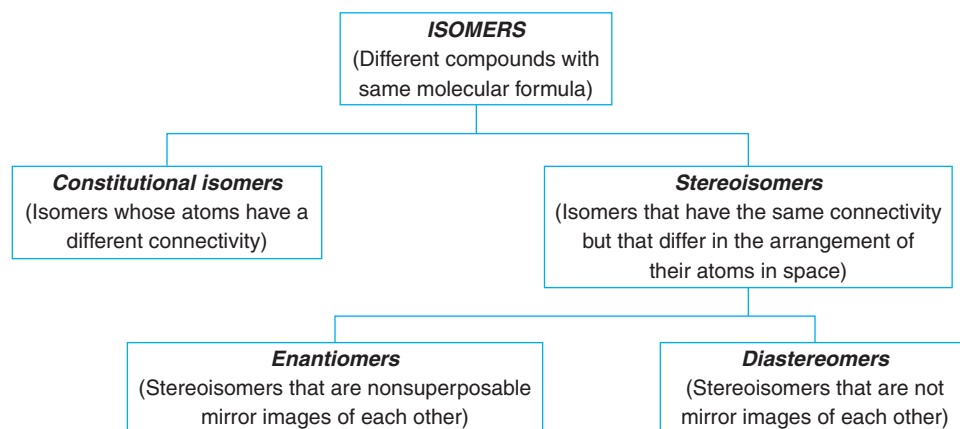 ISOMERS
(Different compounds with
same molecular formula)
Constitutional isomers
(Isomers whose atoms have a
different connectivity)
Stereoisomers
(Isomers that have the same connectivity
but that differ in the arrangement of
their atoms in space)
Enantiomers
(Stereoisomers that are nonsuperposable
mirror images of each other)
Diastereomers
(Stereoisomers that are not
mirror images of each other)